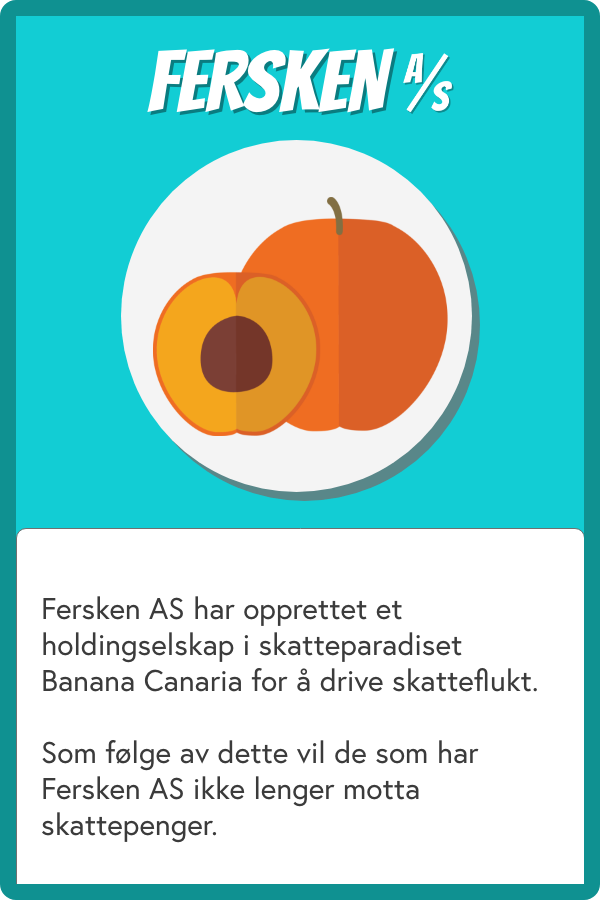 FERSKEN A/S
Fersken AS har opprettet et
holdingselskap i skatteparadiset
Banana Canaria for å drive skatteflukt.
Som følge av dette vil de som har
Fersken AS ikke lenger motta
skattepenger.